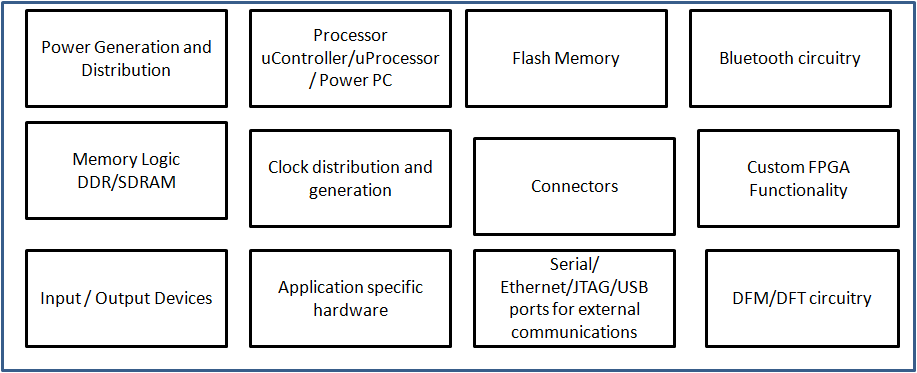 Power Generation and
Distribution
Processor
uController/uProcessor
/ Power PC
Flash Memory
Bluetooth circuitry
Memory Logic
DDR/SDRAM
Clock distribution and
generation
Connectors
Custom FPGA
Functionality
Input / Output Devices
Application specific
hardware
Serial/
Ethernet/JTAG/USB
ports for external
communications
DFM/DFT circuitry